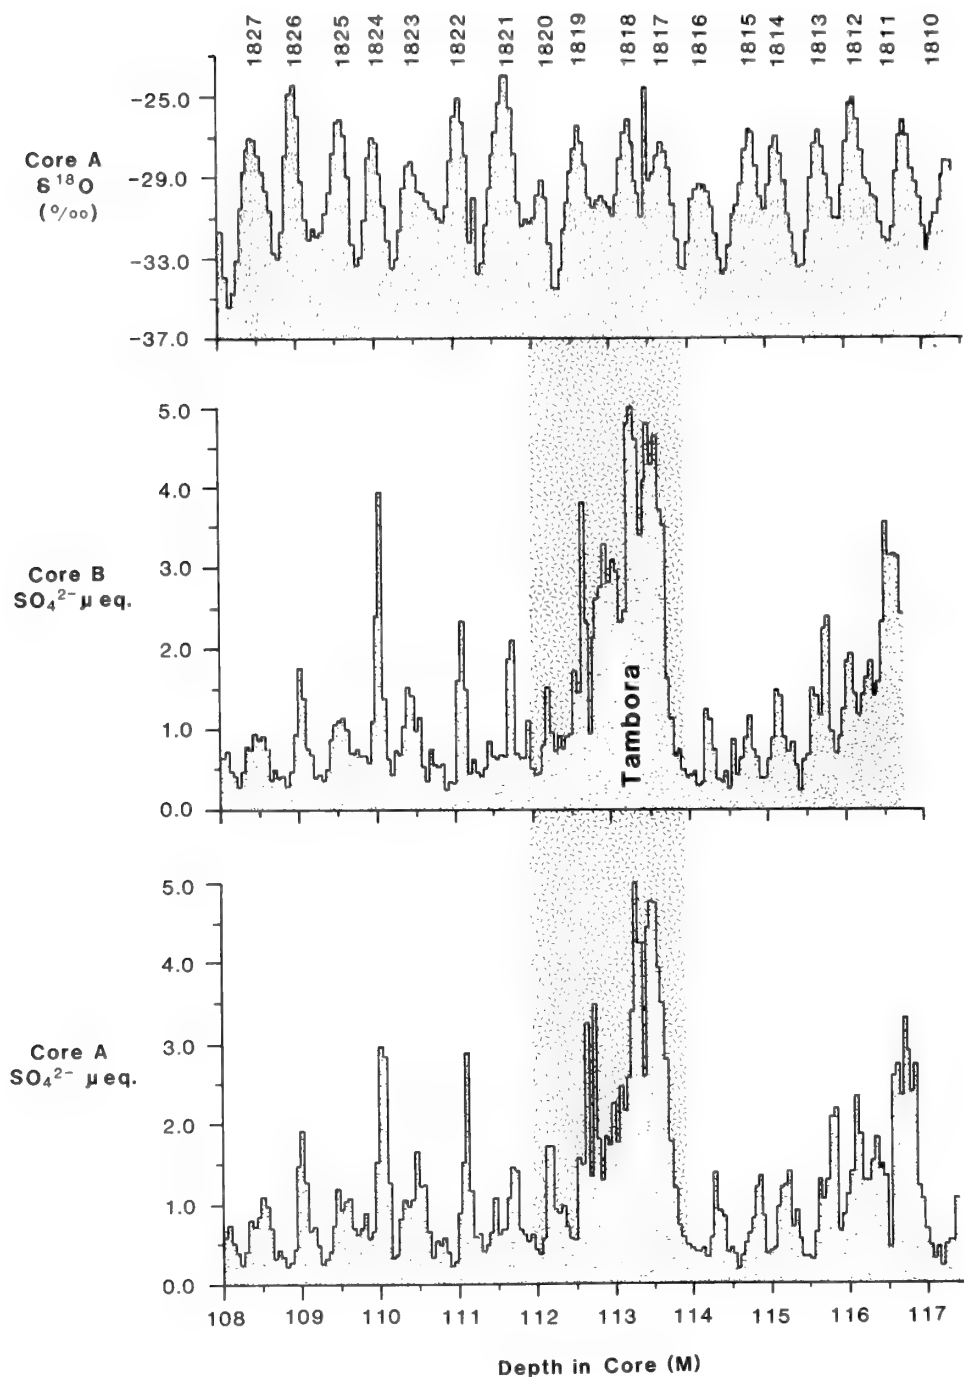 1827 1826 1825 1824 1823 1822 1821 1820 1819 1818 1817 1816 1815 1814 1813 1812 1811 1810
Core A
δ¹⁸O
(‰)
-25.0
-29.0
-33.0
-37.0
Core B
SO₄²⁻ μ eq.
5.0
4.0
3.0
2.0
1.0
0.0
Tambora
Core A
SO₄²⁻ μ eq.
5.0
4.0
3.0
2.0
1.0
0.0
108 109 110 111 112 113 114 115 116 117
Depth in Core (M)